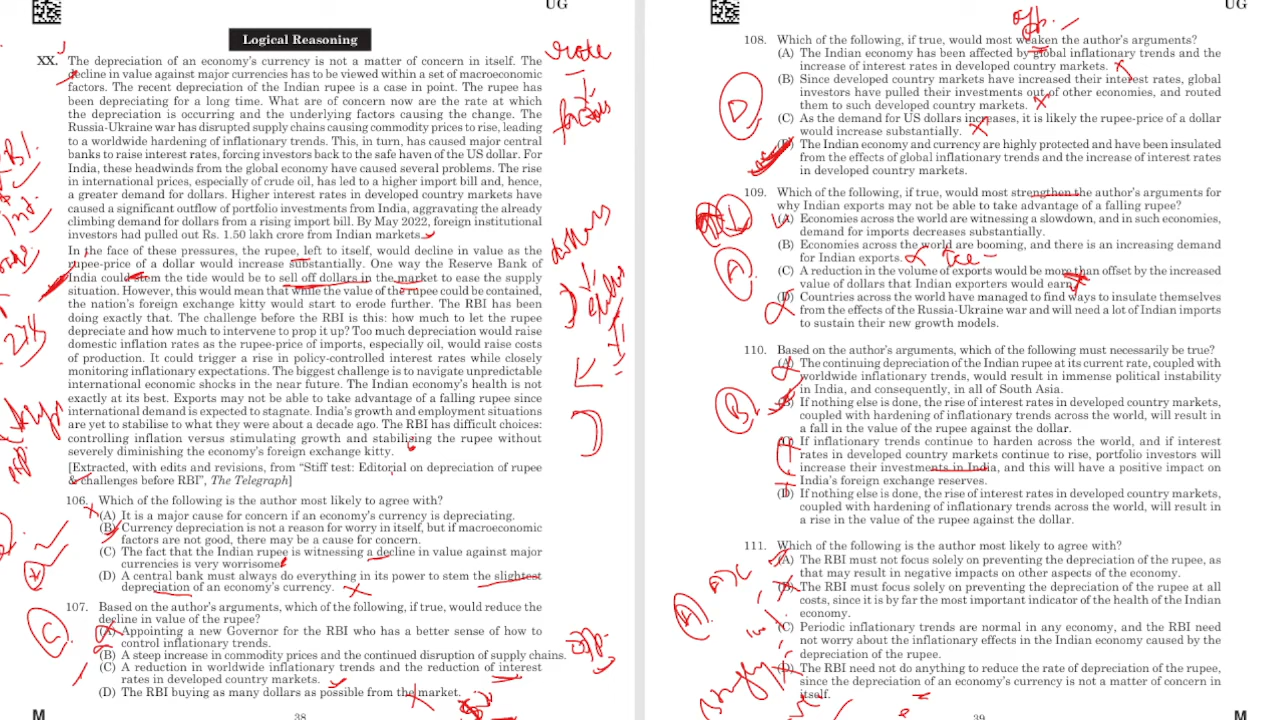 UG
Logical Reasoning
XX. The depreciation of an economy's currency is not a matter of concern in itself. The
decline in value against major currencies has to be viewed within a set of macroeconomic
factors. The recent depreciation of the Indian rupee is a case in point. The rupee has
been depreciating for a long time. What are of concern now are the rate at which
the depreciation is occurring and the underlying factors causing the change. The
Russia-Ukraine war has disrupted supply chains causing commodity prices to rise, leading
to a worldwide hardening of inflationary trends. This, in turn, has caused major central
banks to raise interest rates, forcing investors back to the safe haven of the US dollar. For
India, these headwinds from the global economy have caused several problems. The rise
in international prices, especially of crude oil, has led to a higher import bill and, hence,
a greater demand for dollars. Higher interest rates in developed country markets have
caused a significant outflow of portfolio investments from India, aggravating the already
climbing demand for dollars from a rising import bill. By May 2022, foreign institutional
investors had pulled out Rs. 1.50 lakh crore from Indian markets.
In the face of these pressures, the rupee, left to itself, would decline in value as the
rupee-price of a dollar would increase substantially. One way the Reserve Bank of
India could stem the tide would be to sell off dollars in the market to ease the supply
situation. However, this would mean that while the value of the rupee could be contained,
the nation's foreign exchange kitty would start to erode further. The RBI has been
doing exactly that. The challenge before the RBI is this: how much to let the rupee
depreciate and how much to intervene to prop it up? Too much depreciation would raise
domestic inflation rates as the rupee-price of imports, especially oil, would raise costs
of production. It could trigger a rise in policy-controlled interest rates while closely
monitoring inflationary expectations. The biggest challenge is to navigate unpredictable
international economic shocks in the near future. The Indian economy's health is not
exactly at its best. Exports may not be able to take advantage of a falling rupee since
international demand is expected to stagnate. India's growth and employment situations
are yet to stabilise to what they were about a decade ago. The RBI has difficult choices:
controlling inflation versus stimulating growth and stabilising the rupee without
severely diminishing the economy's foreign exchange kitty.
[Extracted, with edits and revisions, from "Stiff test: Editorial on depreciation of rupee
& challenges before RBI", The Telegraph]
106. Which of the following is the author most likely to agree with?
(A) It is a major cause for concern if an economy's currency is depreciating.
(B) Currency depreciation is not a reason for worry in itself, but if macroeconomic
factors are not good, there may be a cause for concern.
(C) The fact that the Indian rupee is witnessing a decline in value against major
currencies is very worrisome.
(D) A central bank must always do everything in its power to stem the slightest
depreciation of an economy's currency.
107. Based on the author's arguments, which of the following, if true, would reduce the
decline in value of the rupee?
(A) Appointing a new Governor for the RBI who has a better sense of how to
control inflationary trends.
(B) A steep increase in commodity prices and the continued disruption of supply chains.
(C) A reduction in worldwide inflationary trends and the reduction of interest
rates in developed country markets.
(D) The RBI buying as many dollars as possible from the market.
M
38
rate
factors
dollars
opp.
C
UG
opp.
108. Which of the following, if true, would most weaken the author's arguments?
(A) The Indian economy has been affected by global inflationary trends and the
increase of interest rates in developed country markets.
(B) Since developed country markets have increased their interest rates, global
investors have pulled their investments out of other economies, and routed
them to such developed country markets.
(C) As the demand for US dollars increases, it is likely the rupee-price of a dollar
would increase substantially.
(D) The Indian economy and currency are highly protected and have been insulated
from the effects of global inflationary trends and the increase of interest rates
in developed country markets.
D
109. Which of the following, if true, would most strengthen the author's arguments for
why Indian exports may not be able to take advantage of a falling rupee?
(A) Economies across the world are witnessing a slowdown, and in such economies,
demand for imports decreases substantially.
(B) Economies across the world are booming, and there is an increasing demand
for Indian exports.
(C) A reduction in the volume of exports would be more than offset by the increased
value of dollars that Indian exporters would earn.
(D) Countries across the world have managed to find ways to insulate themselves
from the effects of the Russia-Ukraine war and will need a lot of Indian imports
to sustain their new growth models.
A
110. Based on the author's arguments, which of the following must necessarily be true?
(A) The continuing depreciation of the Indian rupee at its current rate, coupled with
worldwide inflationary trends, would result in immense political instability
in India, and consequently, in all of South Asia.
(B) If nothing else is done, the rise of interest rates in developed country markets,
coupled with hardening of inflationary trends across the world, will result in
a fall in the value of the rupee against the dollar.
(C) If inflationary trends continue to harden across the world, and if interest
rates in developed country markets continue to rise, portfolio investors will
increase their investments in India, and this will have a positive impact on
India's foreign exchange reserves.
(D) If nothing else is done, the rise of interest rates in developed country markets,
coupled with hardening of inflationary trends across the world, will result in
a rise in the value of the rupee against the dollar.
B
111. Which of the following is the author most likely to agree with?
(A) The RBI must not focus solely on preventing the depreciation of the rupee, as
that may result in negative impacts on other aspects of the economy.
(B) The RBI must focus solely on preventing the depreciation of the rupee at all
costs, since it is by far the most important indicator of the health of the Indian
economy.
(C) Periodic inflationary trends are normal in any economy, and the RBI need
not worry about the inflationary effects in the Indian economy caused by the
depreciation of the rupee.
(D) The RBI need not do anything to reduce the rate of depreciation of the rupee,
since the depreciation of an economy's currency is not a matter of concern in
itself.
A
39
M